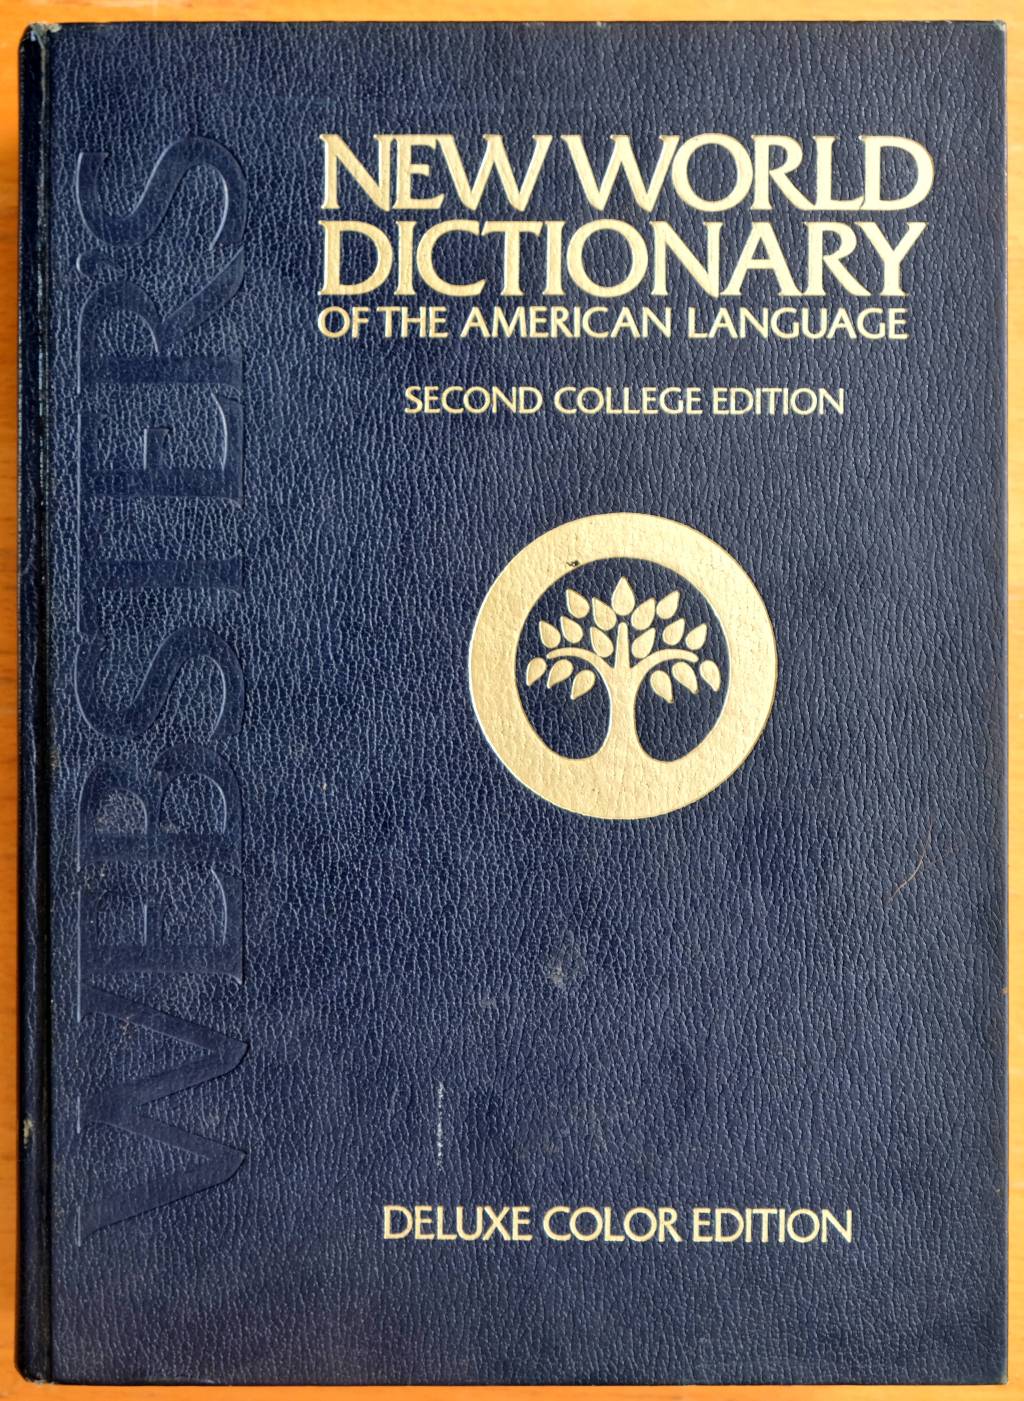 WEBSTER'S
NEW WORLD
DICTIONARY
OF THE AMERICAN LANGUAGE
SECOND COLLEGE EDITION
DELUXE COLOR EDITION